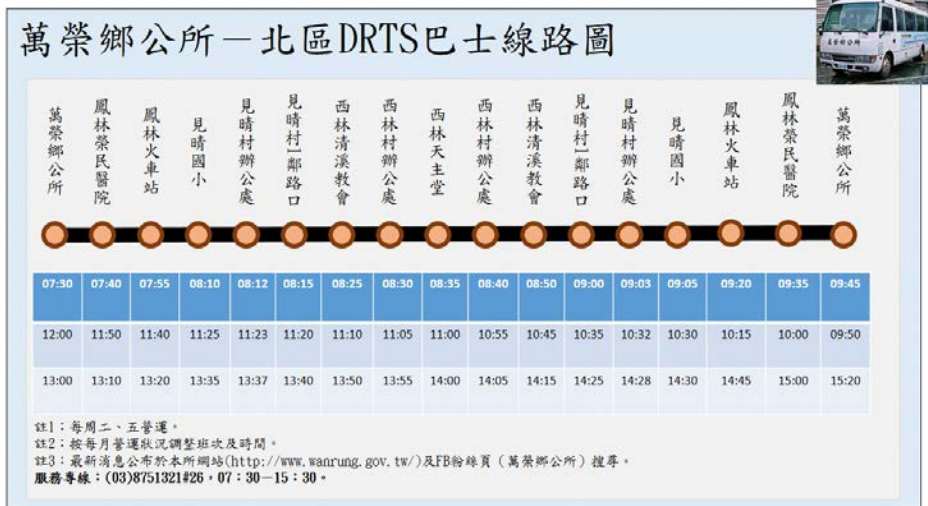 萬榮鄉公所－北區DRTS巴士線路圖
萬榮鄉公所
萬榮鄉公所
鳳林榮民醫院
鳳林火車站
見晴國小
見晴村辦公處
見晴村1鄰路口
西林清溪教會
西林村辦公處
西林天主堂
西林村辦公處
西林清溪教會
見晴村1鄰路口
見晴村辦公處
見晴國小
鳳林火車站
鳳林榮民醫院
萬榮鄉公所
07:30 07:40 07:55 08:10 08:12 08:15 08:25 08:30 08:35 08:40 08:50 09:00 09:03 09:05 09:20 09:35 09:45
12:00 11:50 11:40 11:25 11:23 11:20 11:10 11:05 11:00 10:55 10:45 10:35 10:32 10:30 10:15 10:00 09:50
13:00 13:10 13:20 13:35 13:37 13:40 13:50 13:55 14:00 14:05 14:15 14:25 14:28 14:30 14:45 15:00 15:20
註1：每周二、五營運。
註2：按每月營運狀況調整班次及時間。
註3：最新消息公布於本所網站(http://www.wanrung.gov.tw/)及FB粉絲頁（萬榮鄉公所）搜尋。
服務專線：(03)8751321#26，07：30－15：30。